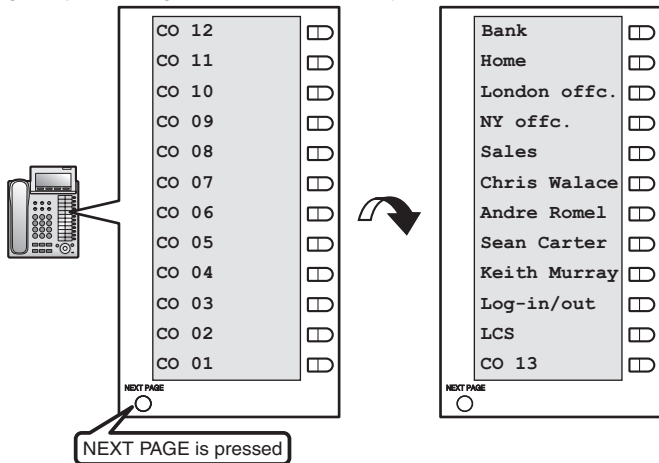 CO 12
CO 11
CO 10
CO 09
CO 08
CO 07
CO 06
CO 05
CO 04
CO 03
CO 02
CO 01
NEXT PAGE
NEXT PAGE is pressed
Bank
Home
London offc.
NY offc.
Sales
Chris Walace
Andre Romel
Sean Carter
Keith Murray
Log-in/out
LCS
CO 13
NEXT PAGE